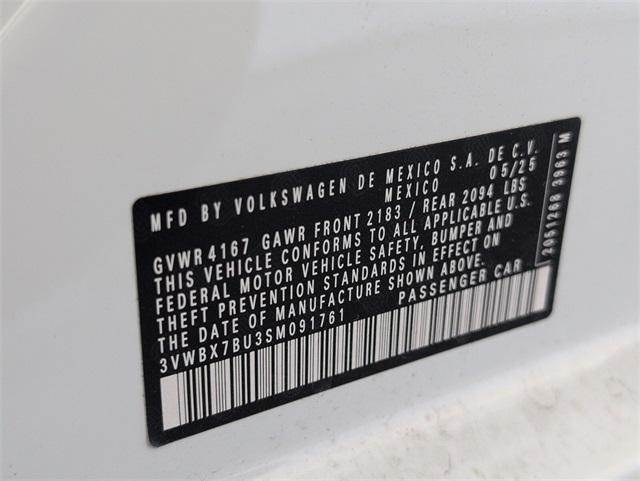 MFD BY VOLKSWAGEN DE MEXICO S.A. DE C.V.
MEXICO 05/25
GVWR 4167 GAWR FRONT 2183 / REAR 2094 LBS
THIS VEHICLE CONFORMS TO ALL APPLICABLE U.S.
FEDERAL MOTOR VEHICLE SAFETY, BUMPER AND
THEFT PREVENTION STANDARDS IN EFFECT ON
THE DATE OF MANUFACTURE SHOWN ABOVE.
3VWBX7BU3SM091761 PASSENGER CAR
2051268 3963 M